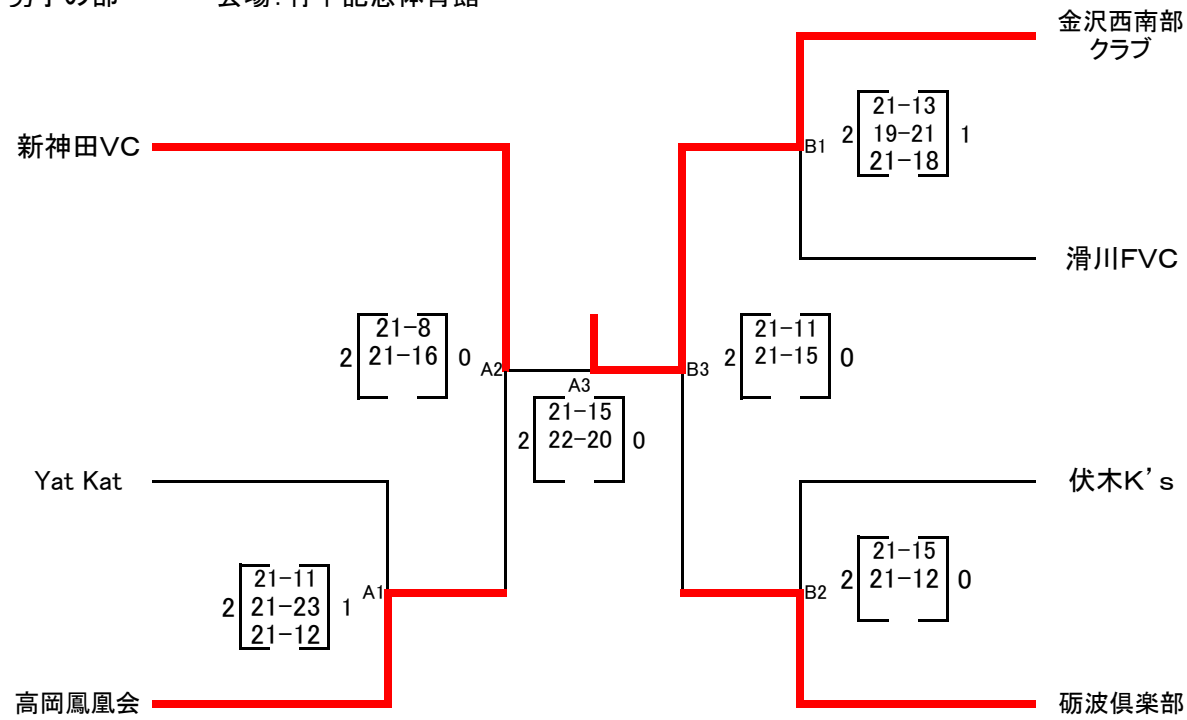 金沢西南部
クラブ
新神田VC
B1
2 21-13 1
19-21
21-18
滑川FVC
2 21-8 0
21-16
A2
A3
2 21-15 0
22-20
B3
2 21-11 0
21-15
Yat Kat
伏木K's
A1
2 21-11 1
21-23
21-12
B2
2 21-15 0
21-12
高岡鳳凰会
砺波倶楽部